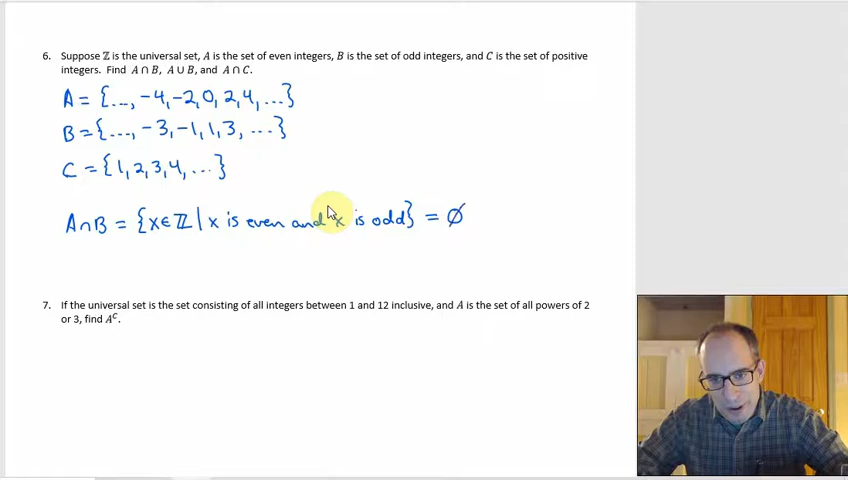 6. Suppose ℤ is the universal set, A is the set of even integers, B is the set of odd integers, and C is the set of positive
integers. Find A ∩ B, A ∪ B, and A ∩ C.
A = {..., -4, -2, 0, 2, 4, ...}
B = {..., -3, -1, 1, 3, ...}
C = {1, 2, 3, 4, ...}
A∩B = {x∈ℤ | x is even and x is odd} = ∅
7. If the universal set is the set consisting of all integers between 1 and 12 inclusive, and A is the set of all powers of 2
or 3, find Aᶜ.